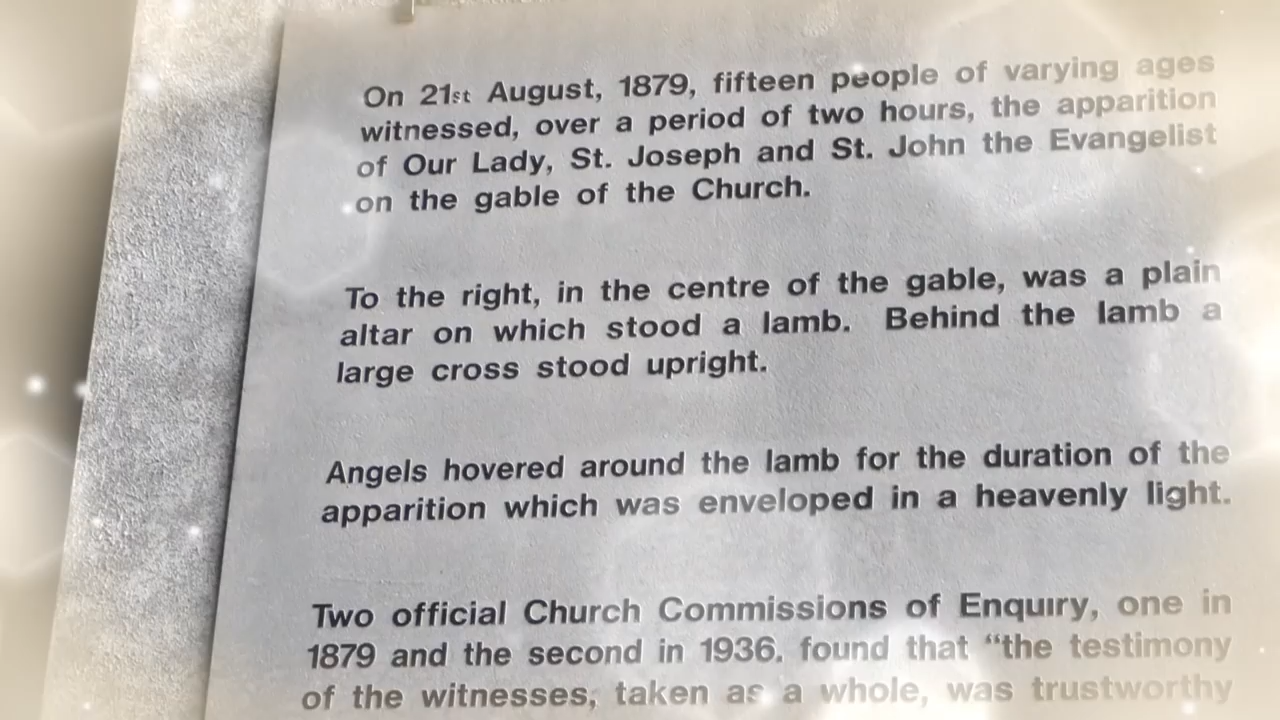 On 21st August, 1879, fifteen people of varying ages
witnessed, over a period of two hours, the apparition
of Our Lady, St. Joseph and St. John the Evangelist
on the gable of the Church.
To the right, in the centre of the gable, was a plain
altar on which stood a lamb. Behind the lamb a
large cross stood upright.
Angels hovered around the lamb for the duration of the
apparition which was enveloped in a heavenly light.
Two official Church Commissions of Enquiry, one in
1879 and the second in 1936. found that “the testimony
of the witnesses, taken as a whole, was trustworthy